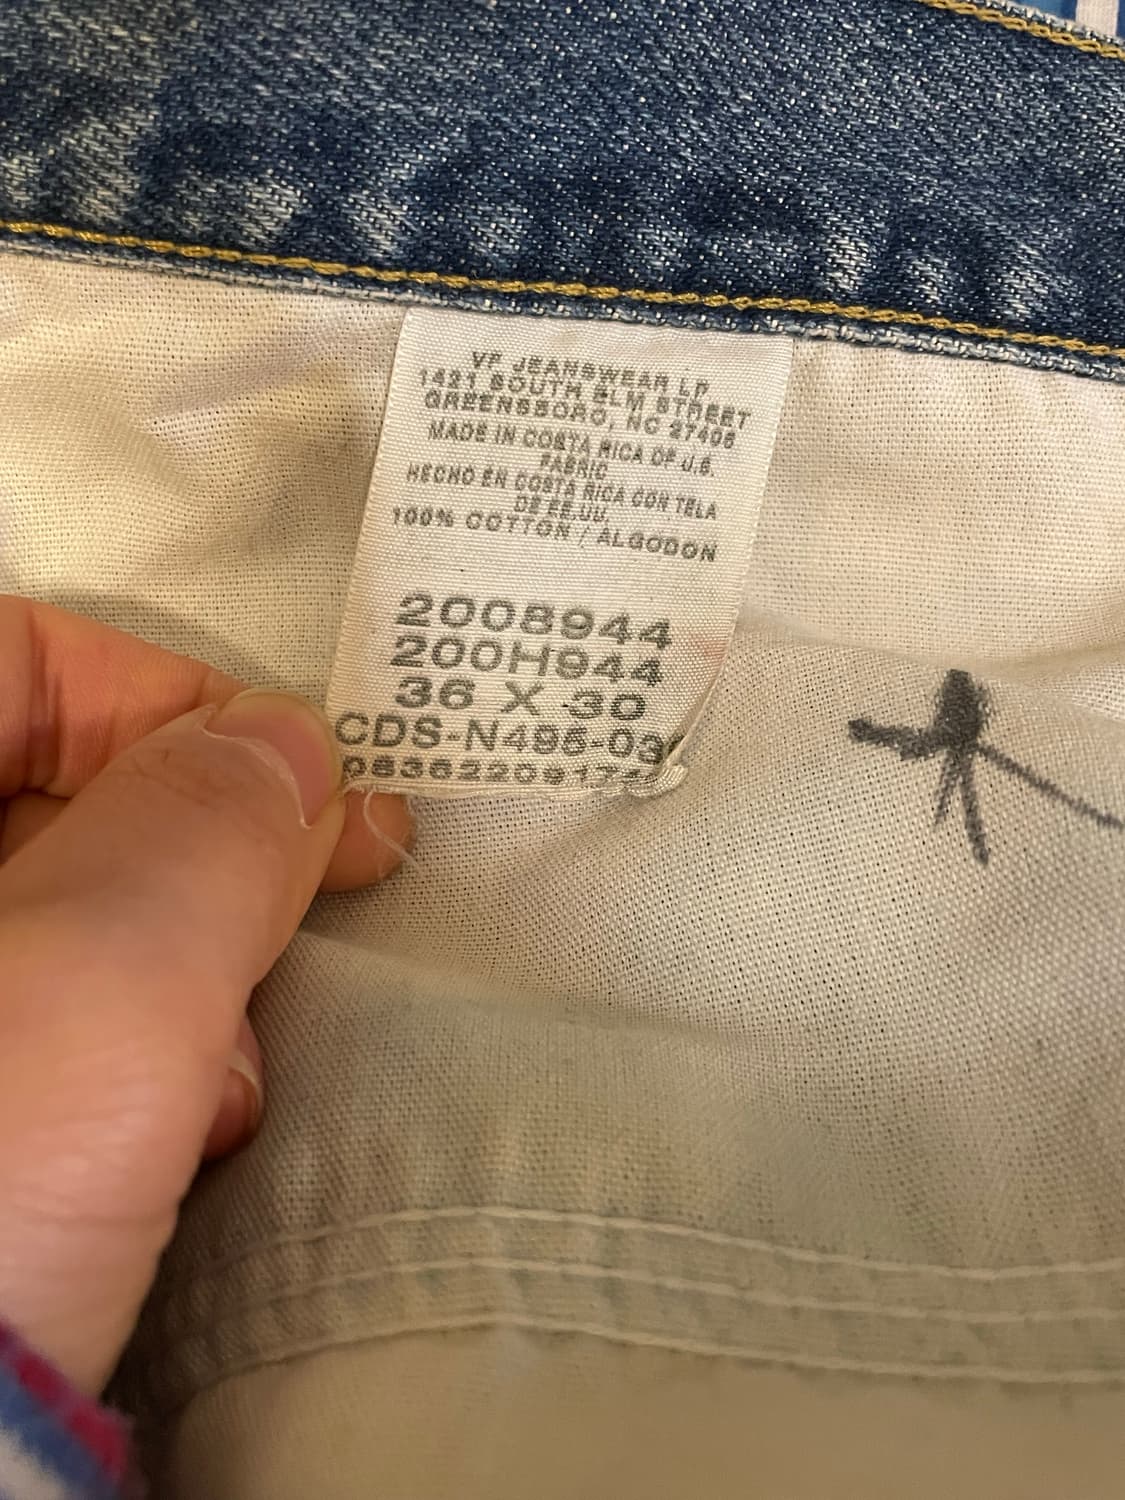 VF JEANSWEAR LP
1421 SOUTH ELM STREET
GREENSBORO, NC 27406
MADE IN COSTA RICA OF U.S.
FABRIC
HECHO EN COSTA RICA CON TELA
DE EE.UU.
100% COTTON / ALGODON
2008944
200H944
36 X 30